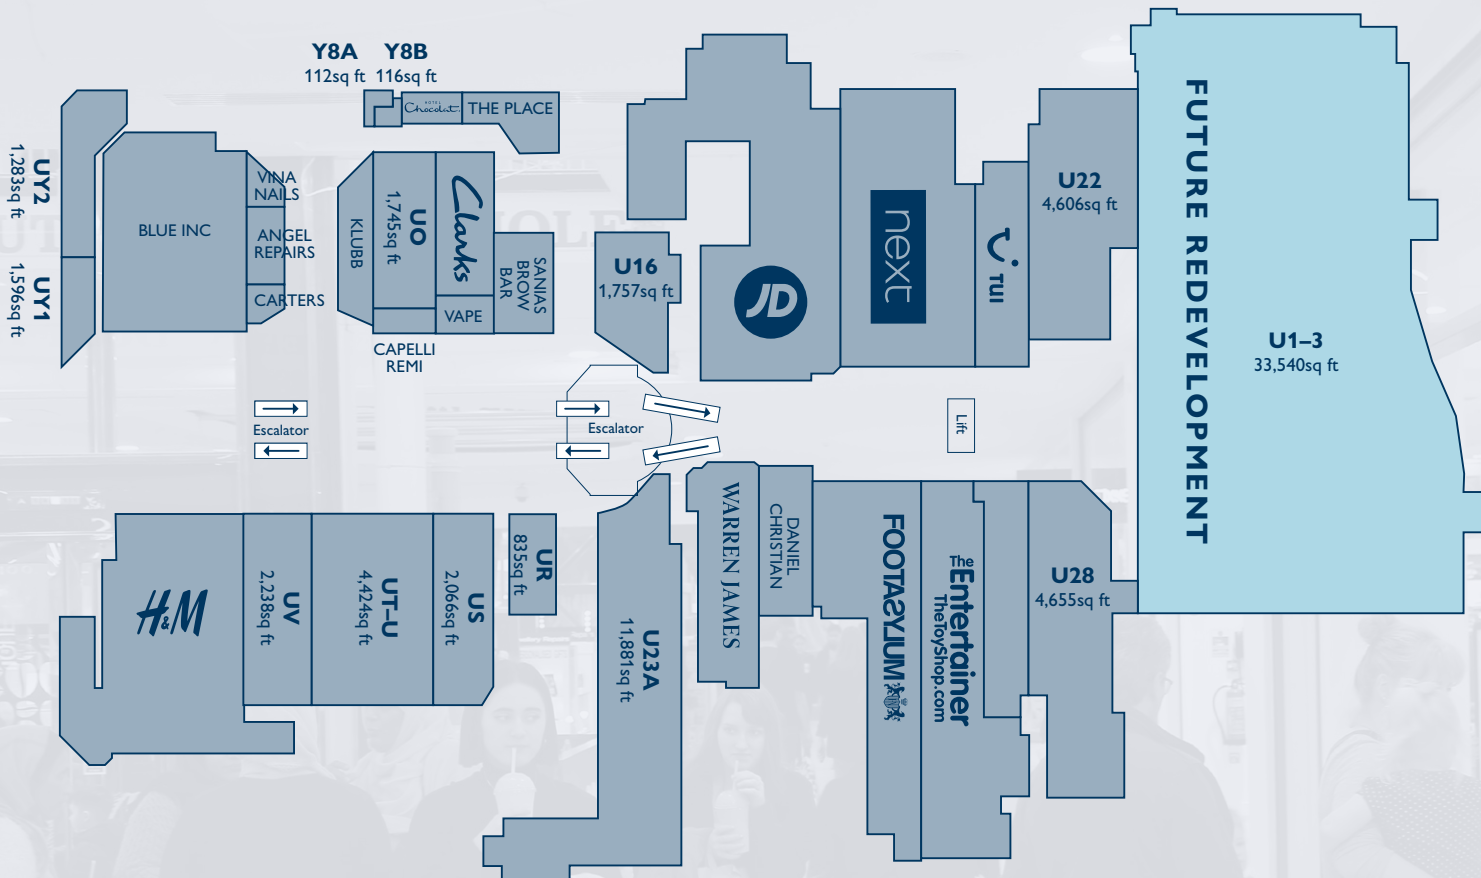 Y8A
112sq ft
Y8B
116sq ft
HOTEL
Chocolat.
THE PLACE
UY2
1,283sq ft
UY1
1,596sq ft
BLUE INC
VINA
NAILS
ANGEL
REPAIRS
CARTERS
KLUBB
UO
1,745sq ft
Clarks
VAPE
SANIAS
BROW
BAR
CAPELLI
REMI
U16
1,757sq ft
JD
next
TUI
U22
4,606sq ft
FUTURE REDEVELOPMENT
U1–3
33,540sq ft
Escalator
Escalator
Lift
H&M
UV
2,238sq ft
UT–U
4,424sq ft
US
2,066sq ft
UR
835sq ft
U23A
11,881sq ft
WARREN JAMES
DANIEL
CHRISTIAN
FOOTASYLUM
The
Entertainer
TheToyShop.com
U28
4,655sq ft